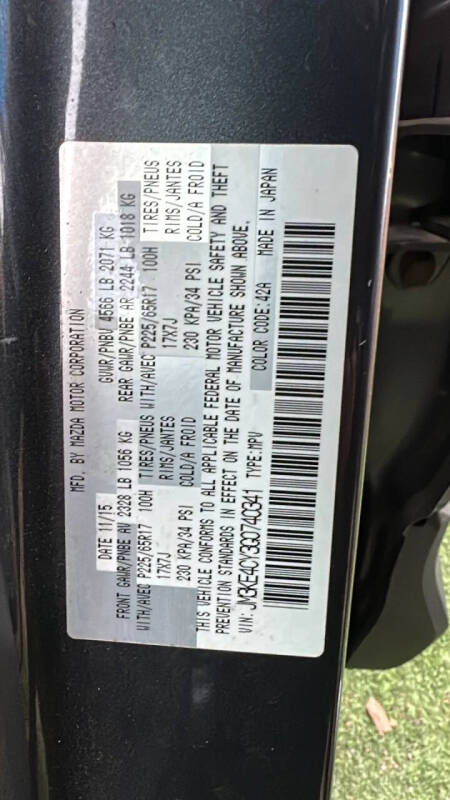 MFD. BY MAZDA MOTOR CORPORATION
DATE 11/15 GVWR/PNBV 4566 LB 2071 KG
FRONT GAWR/PNBE AV 2328 LB 1056 KG REAR GAWR/PNBE AR 2244 LB 1018 KG
WITH/AVEC P225/65R17 100H TIRES/PNEUS WITH/AVEC P225/65R17 100H TIRES/PNEUS
17X7J RIMS/JANTES 17X7J RIMS/JANTES
230 KPA/34 PSI COLD/A FROID 230 KPA/34 PSI COLD/A FROID
THIS VEHICLE CONFORMS TO ALL APPLICABLE FEDERAL MOTOR VEHICLE SAFETY AND THEFT
PREVENTION STANDARDS IN EFFECT ON THE DATE OF MANUFACTURE SHOWN ABOVE.
VIN: JM3KE4CY3G0740341 TYPE:MPV COLOR CODE:42A MADE IN JAPAN